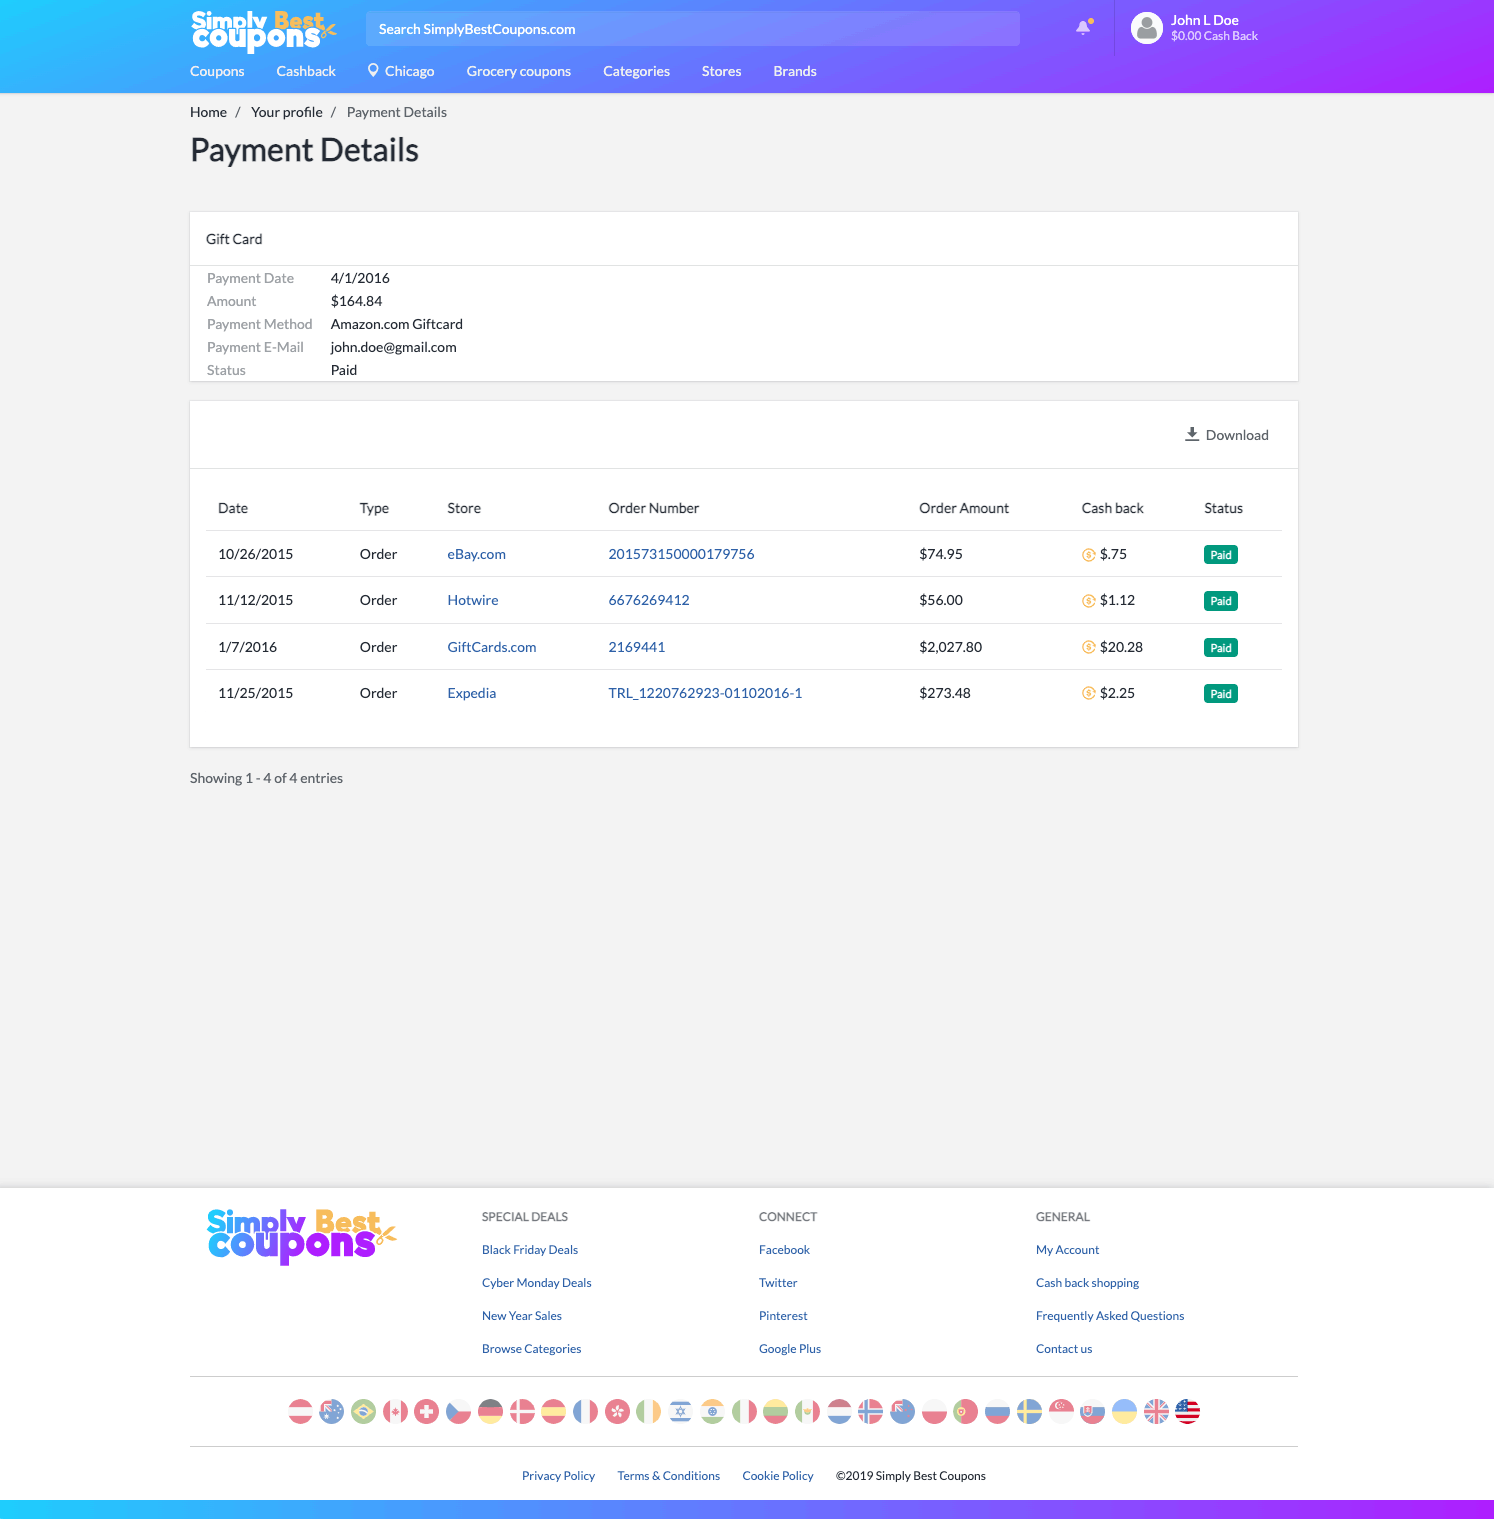 Simply Best
coupons
Search SimplyBestCoupons.com
John L Doe
$0.00 Cash Back
Coupons Cashback Chicago Grocery coupons Categories Stores Brands
Home / Your profile / Payment Details
Payment Details
Gift Card
Payment Date 4/1/2016
Amount $164.84
Payment Method Amazon.com Giftcard
Payment E-Mail john.doe@gmail.com
Status Paid
Download
Date Type Store Order Number Order Amount Cash back Status
10/26/2015 Order eBay.com 201573150000179756 $74.95 $.75 Paid
11/12/2015 Order Hotwire 6676269412 $56.00 $1.12 Paid
1/7/2016 Order GiftCards.com 2169441 $2,027.80 $20.28 Paid
11/25/2015 Order Expedia TRL_1220762923-01102016-1 $273.48 $2.25 Paid
Showing 1 - 4 of 4 entries
Simply Best
coupons
SPECIAL DEALS CONNECT GENERAL
Black Friday Deals Facebook My Account
Cyber Monday Deals Twitter Cash back shopping
New Year Sales Pinterest Frequently Asked Questions
Browse Categories Google Plus Contact us
Privacy Policy Terms & Conditions Cookie Policy ©2019 Simply Best Coupons